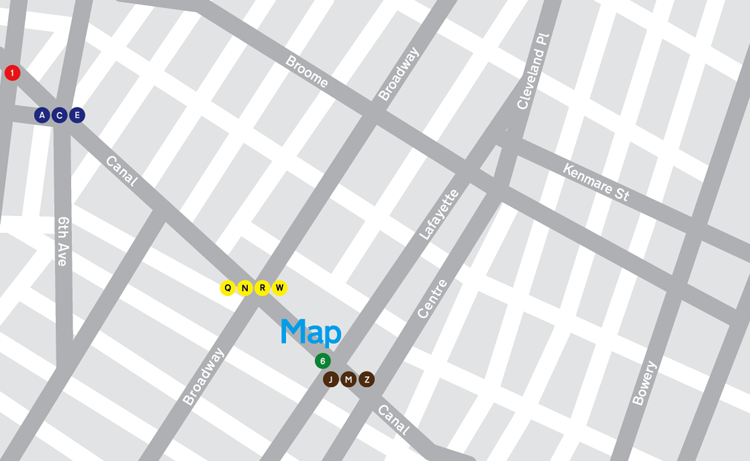 Broome
Broadway
Cleveland Pl
1
A C E
Canal
Kenmare St
Lafayette
6th Ave
Q N R W
Centre
Map
6
J M Z
Broadway
Bowery
Canal